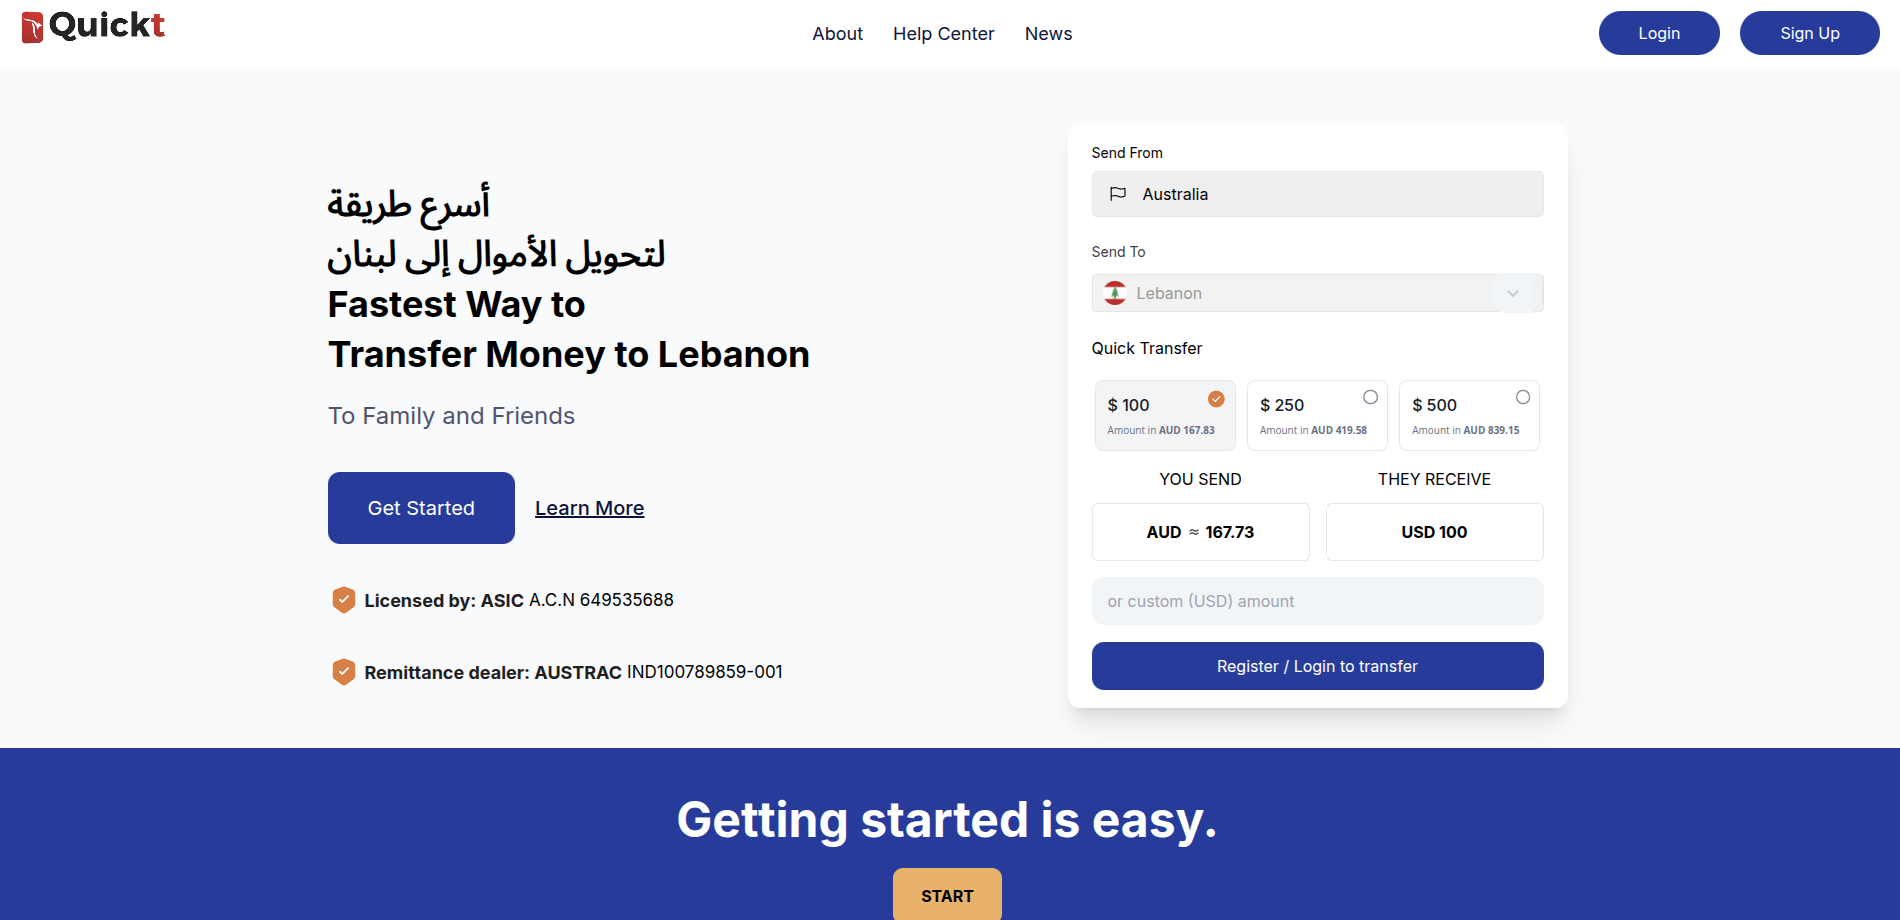 Quickt
About Help Center News
Login Sign Up
أسرع طريقة
لتحويل الأموال إلى لبنان
Fastest Way to
Transfer Money to Lebanon
To Family and Friends
Get Started Learn More
Licensed by: ASIC A.C.N 649535688
Remittance dealer: AUSTRAC IND100789859-001
Send From
Australia
Send To
Lebanon
Quick Transfer
$ 100
Amount in AUD 167.83
$ 250
Amount in AUD 419.58
$ 500
Amount in AUD 839.15
YOU SEND THEY RECEIVE
AUD ≈ 167.73 USD 100
or custom (USD) amount
Register / Login to transfer
Getting started is easy.
START